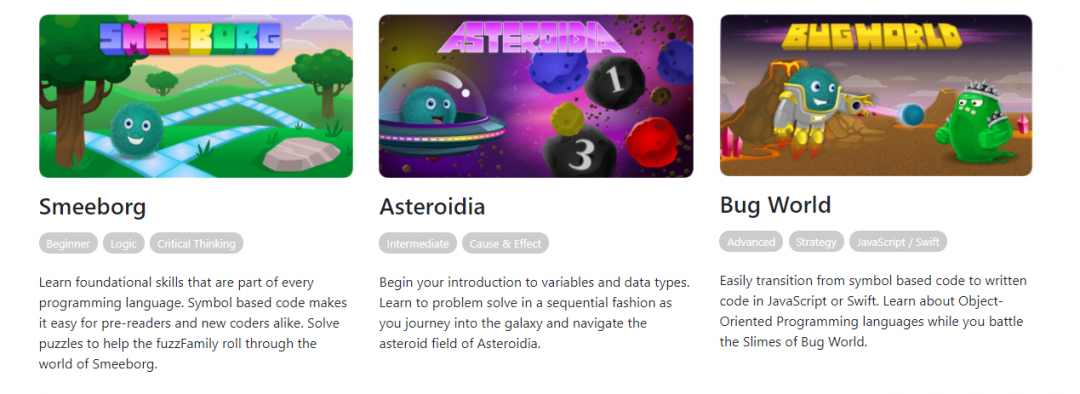 SMEEBORG
Smeeborg
Beginner Logic Critical Thinking
Learn foundational skills that are part of every
programming language. Symbol based code makes
it easy for pre-readers and new coders alike. Solve
puzzles to help the fuzzFamily roll through the
world of Smeeborg.
ASTEROIDIA
1
3
Asteroidia
Intermediate Cause & Effect
Begin your introduction to variables and data types.
Learn to problem solve in a sequential fashion as
you journey into the galaxy and navigate the
asteroid field of Asteroidia.
BUG WORLD
Bug World
Advanced Strategy JavaScript / Swift
Easily transition from symbol based code to written
code in JavaScript or Swift. Learn about Object-
Oriented Programming languages while you battle
the Slimes of Bug World.